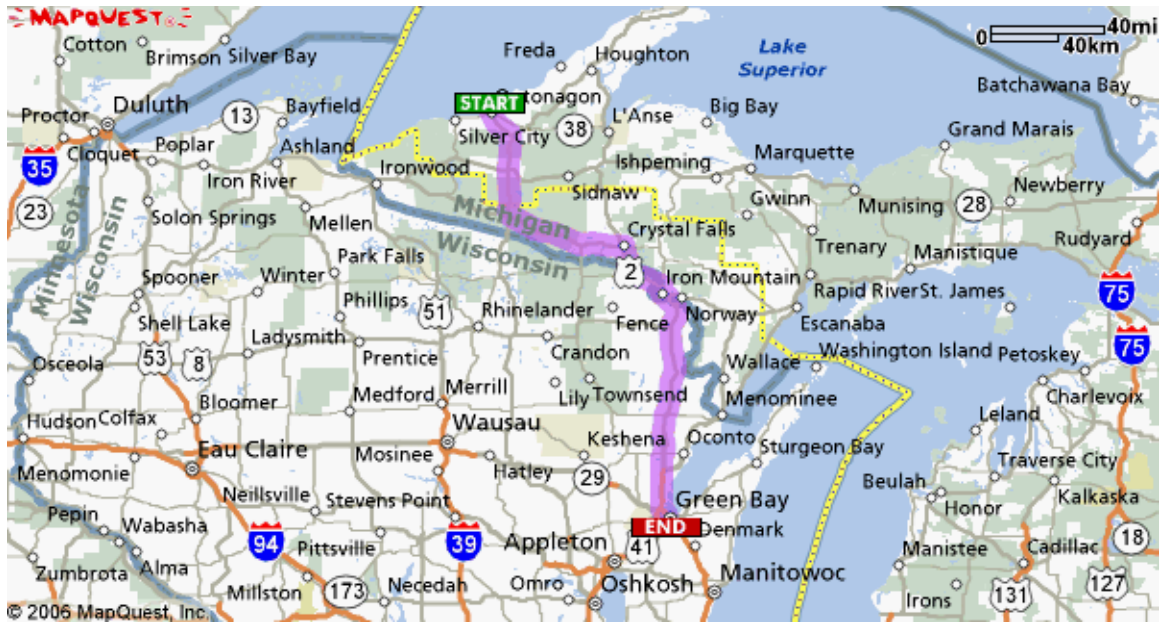 MAPQUEST®
0 40mi
40km
Cotton
Brimson
Silver Bay
Freda
Houghton
Lake
Superior
Batchawana Bay
Proctor
Duluth
13
Bayfield
START
tonagon
L'Anse
Big Bay
38
Grand Marais
35
Cloquet
Poplar
Ashland
Silver City
Ishpeming
Marquette
Iron River
Ironwood
Sidnaw
Gwinn
Newberry
23
Solon Springs
Mellen
Michigan
Munising
28
Minnesota
Wisconsin
Park Falls
Wisconsin
Crystal Falls
Trenary
Manistique
Rudyard
Spooner
Winter
2
Iron Mountain
Phillips
51
Rhinelander
Rapid River
St. James
75
Shell Lake
Ladysmith
Fence
Norway
Escanaba
53
8
Prentice
Crandon
Wallace
Washington Island
Petoskey
75
Osceola
Medford
Merrill
Lily
Townsend
Menominee
Charlevoix
Hudson
Colfax
Bloomer
Wausau
Leland
Eau Claire
Mosinee
Keshena
Oconto
Sturgeon Bay
Menomonie
Hatley
29
Traverse City
Neillsville
Stevens Point
Green Bay
Beulah
Kalkaska
Pepin
Wabasha
END
Denmark
Honor
94
Pittsville
39
Appleton
41
18
Alma
Manistee
Cadillac
Zumbrota
Millston
173
Necedah
Omro
Oshkosh
Manitowoc
Irons
131
127
© 2006 MapQuest, Inc.